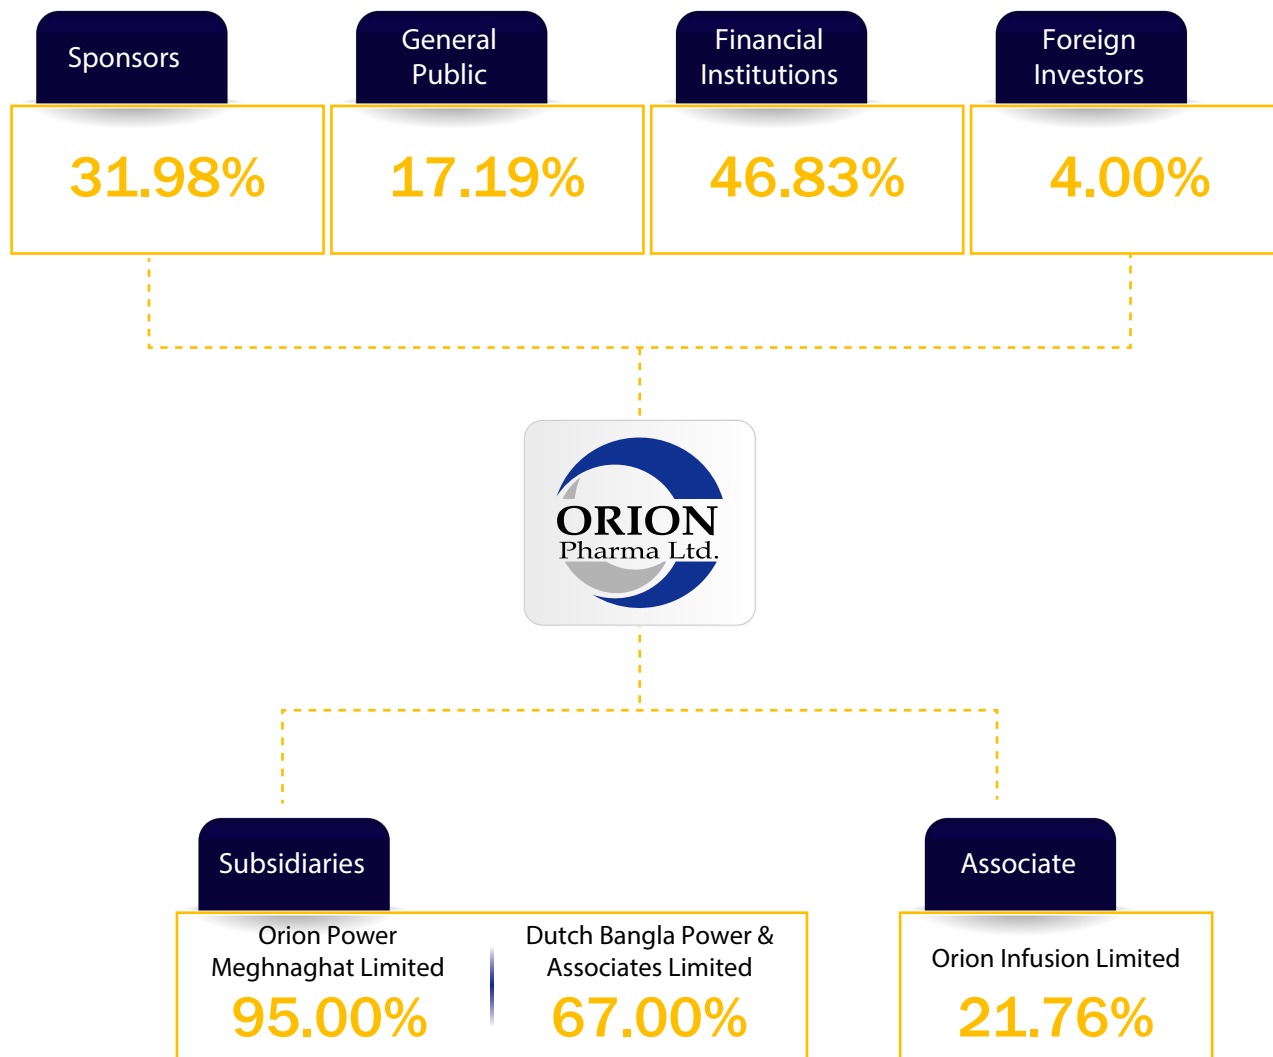 Sponsors
General
Public
Financial
Institutions
Foreign
Investors
31.98%
17.19%
46.83%
4.00%
ORION
Pharma Ltd.
Subsidiaries
Associate
Orion Power
Meghnaghat Limited
95.00%
Dutch Bangla Power &
Associates Limited
67.00%
Orion Infusion Limited
21.76%